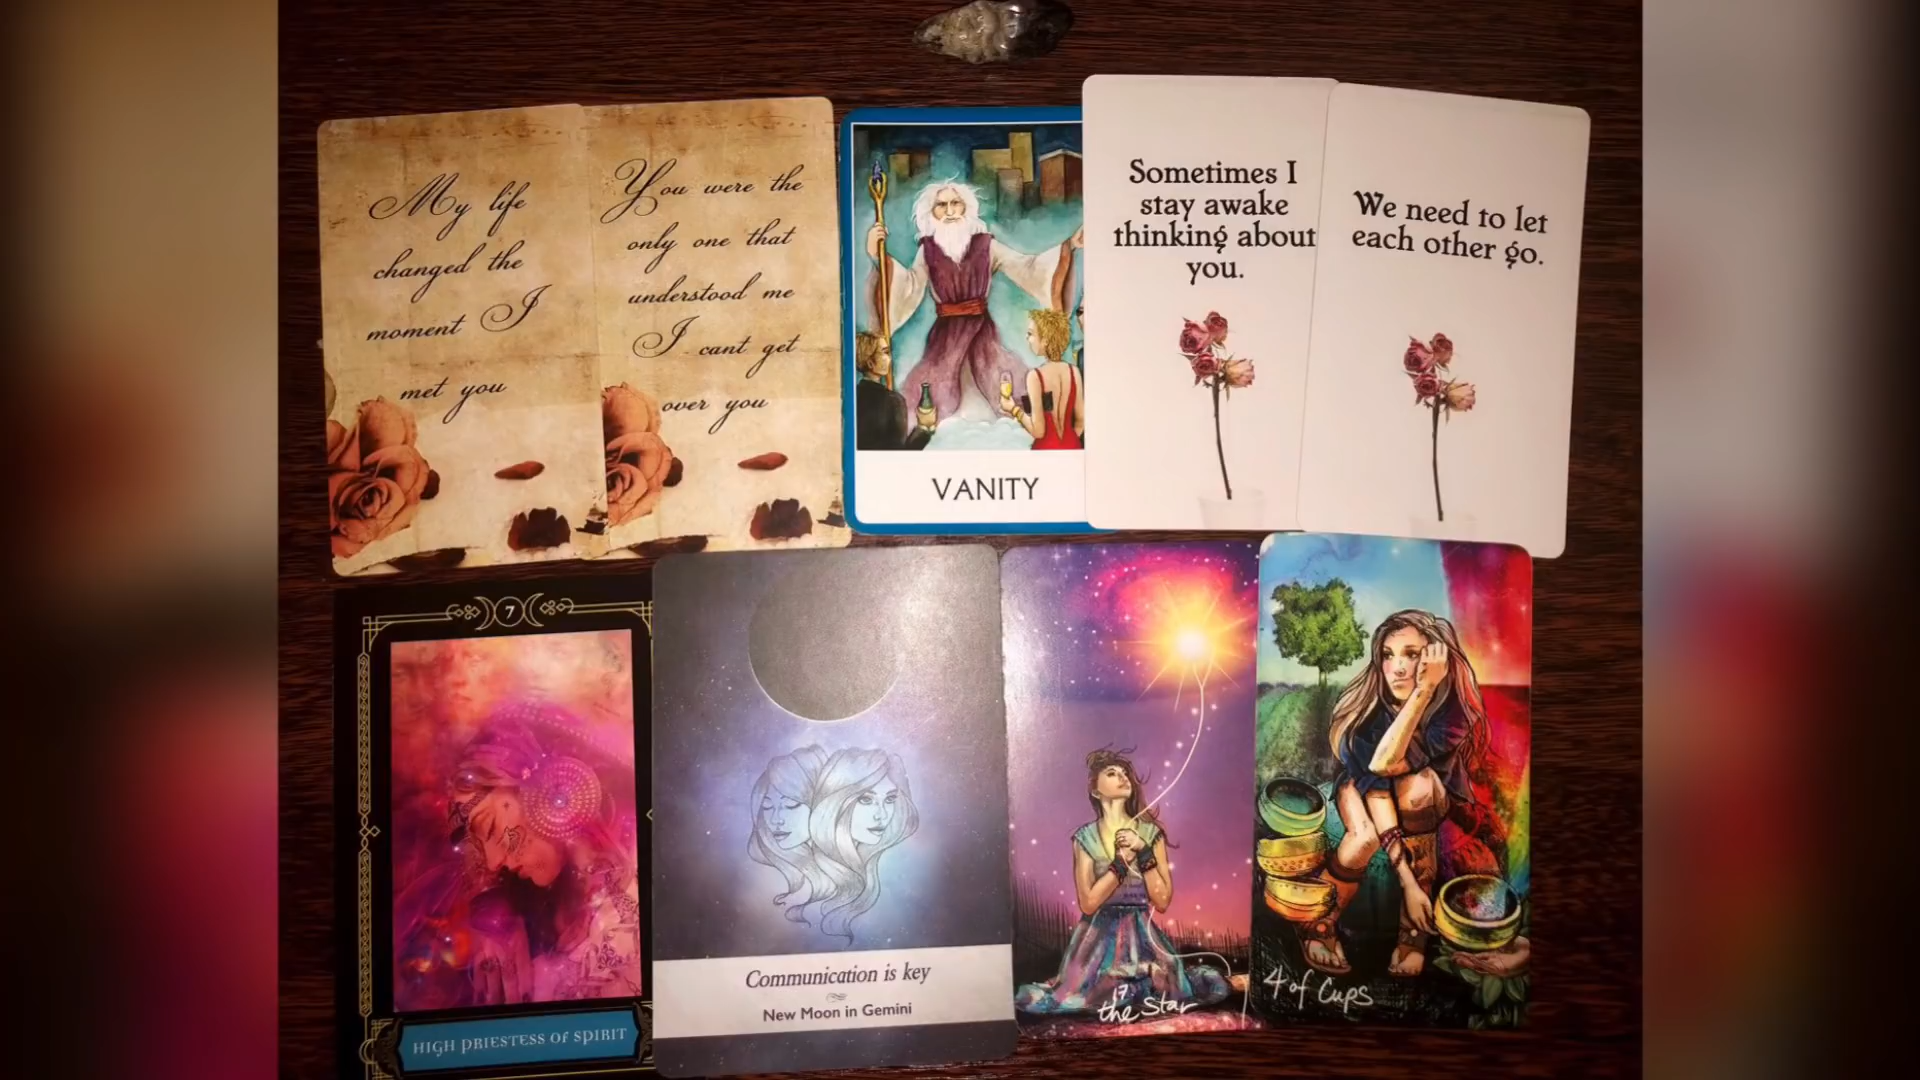 My life
changed the
moment I
met you
You were the
only one that
understood me
I cant get
over you
VANITY
Sometimes I
stay awake
thinking about
you.
We need to let
each other go.
7
HIGH PRIESTESS OF SPIRIT
Communication is key
New Moon in Gemini
17.
the Star
4 of Cups